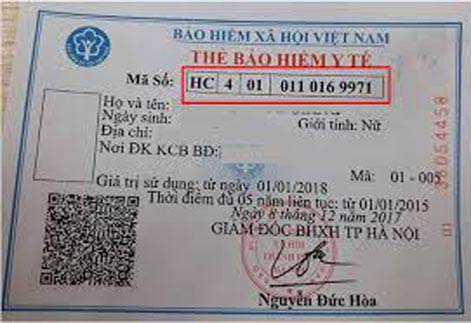 BẢO HIỂM XÃ HỘI VIỆT NAM
THẺ BẢO HIỂM Y TẾ
Mã Số: HC 4 01 011 016 9971
Họ và tên:
Ngày sinh:
Giới tính: Nữ
Địa chỉ:
Nơi ĐK KCB BĐ:
Mã: 01 - 005
Giá trị sử dụng: từ ngày 01/01/2018
Thời điểm đủ 05 năm liên tục: từ 01/01/2015
Ngày 8 tháng 12 năm 2017
GIÁM ĐỐC BHXH TP HÀ NỘI
Nguyễn Đức Hòa